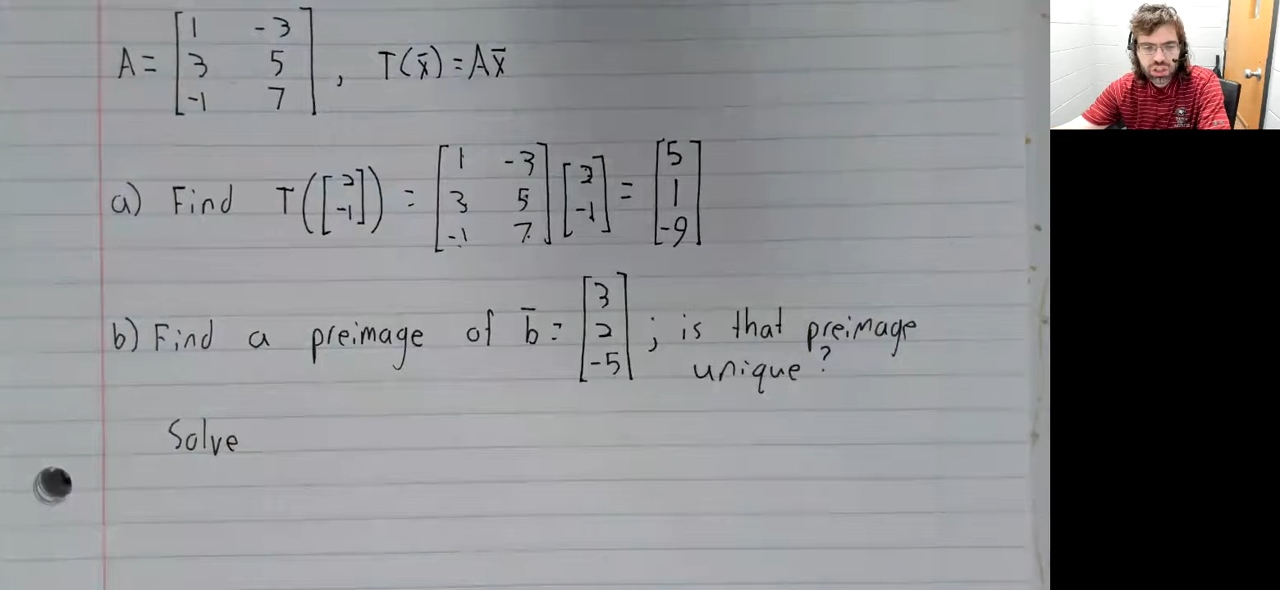 A = [1 -3; 3 5; -1 7] , T(x̄) = Ax̄
a) Find T([2; -1]) = [1 -3; 3 5; -1 7] [2; -1] = [5; 1; -9]
b) Find a preimage of b̄ = [3; 2; -5] ; is that preimage
unique?
Solve